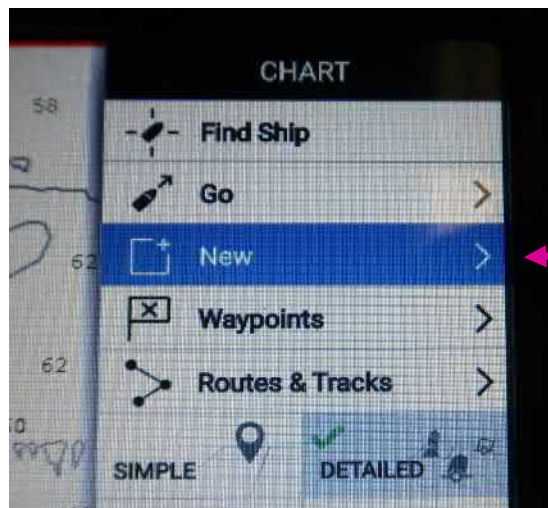 CHART
58
Find Ship
Go
62
New
Waypoints
62
Routes & Tracks
SIMPLE
DETAILED